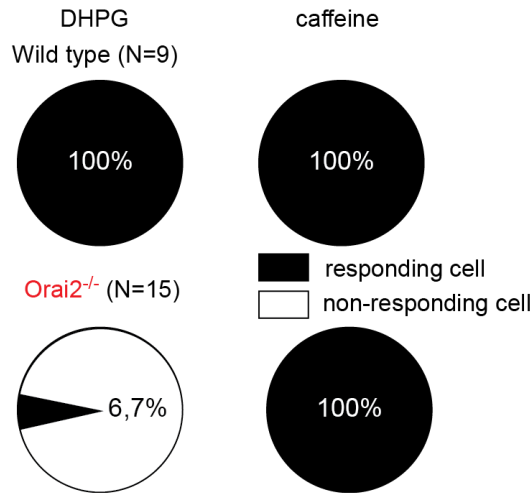 DHPG
caffeine
Wild type (N=9)
100%
100%
responding cell
non-responding cell
Orai2-/- (N=15)
6,7%
100%